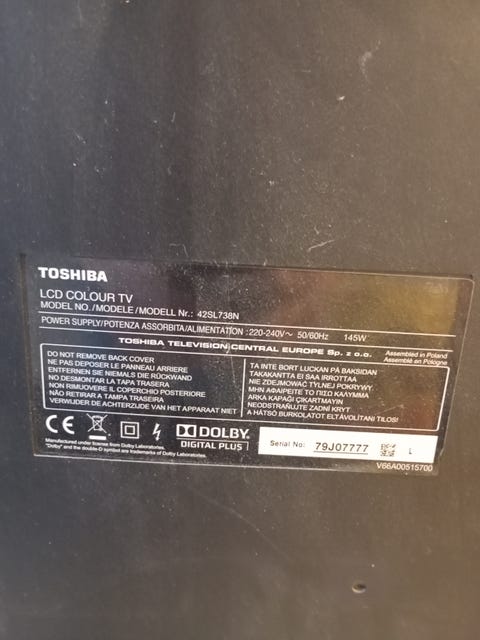 TOSHIBA
LCD COLOUR TV
MODEL NO./MODELE/MODELL Nr.: 42SL738N
POWER SUPPLY/POTENZA ASSORBITA/ALIMENTATION :220-240V~ 50/60Hz 145W
TOSHIBA TELEVISION CENTRAL EUROPE Sp. z o.o.
Assembled in Poland
Assemblé en Pologne
DO NOT REMOVE BACK COVER
NE PAS DEPOSER LE PANNEAU ARRIERE
ENTFERNEN SE NIEMALS DIE RÜCKWAND
NO DESMONTAR LA TAPA TRASERA
NON RIMUOVERE IL COPERCHIO POSTERIORE
NÃO RETIRAR A TAMPA TRASEIRA
VERWIJDER DE ACHTERZIJDE VAN HET APPARAAT NIET
TA INTE BORT LUCKAN PÅ BAKSIDAN
TAKAKANTTA EI SAA IRROTTAA
NIE ZDEJMOWAĆ TYLNEJ POKRYWY.
ΜΗ ΑΦΑΙΡΕΙΤΕ ΤΟ ΠΙΣΩ ΚΑΛΥΜΜΑ
ARKA KAPAĞI ÇIKARTMAYIN
NEODSTRAŇUJTE ZADNÍ KRYT
A HÁTSÓ BURKOLATOT ELTÁVOLÍTANI TILOS!
CE
DOLBY
DIGITAL PLUS
Serial No: 79J07777 L
Manufactured under license from Dolby Laboratories.
"Dolby" and the double-D symbol are trademarks of Dolby Laboratories.
V66A00515700